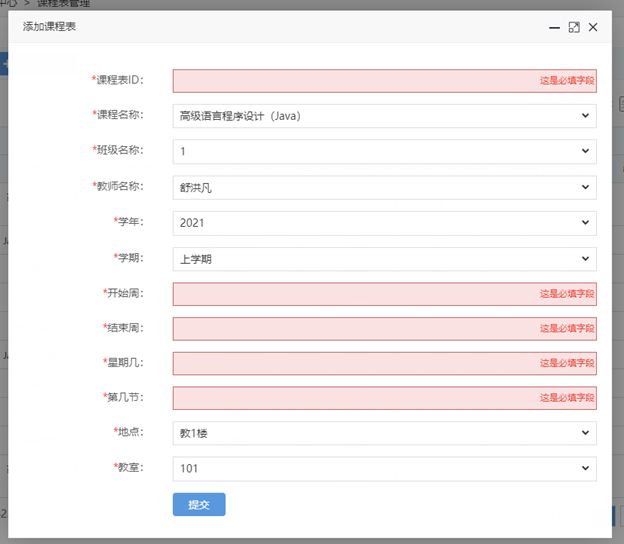 中心 > 课程表管理
添加课程表
*课程表ID： 这是必填字段
*课程名称： 高级语言程序设计（Java）
*班级名称： 1
*教师名称： 舒洪凡
*学年： 2021
*学期： 上学期
*开始周： 这是必填字段
*结束周： 这是必填字段
*星期几： 这是必填字段
*第几节： 这是必填字段
*地点： 教1楼
*教室： 101
提交